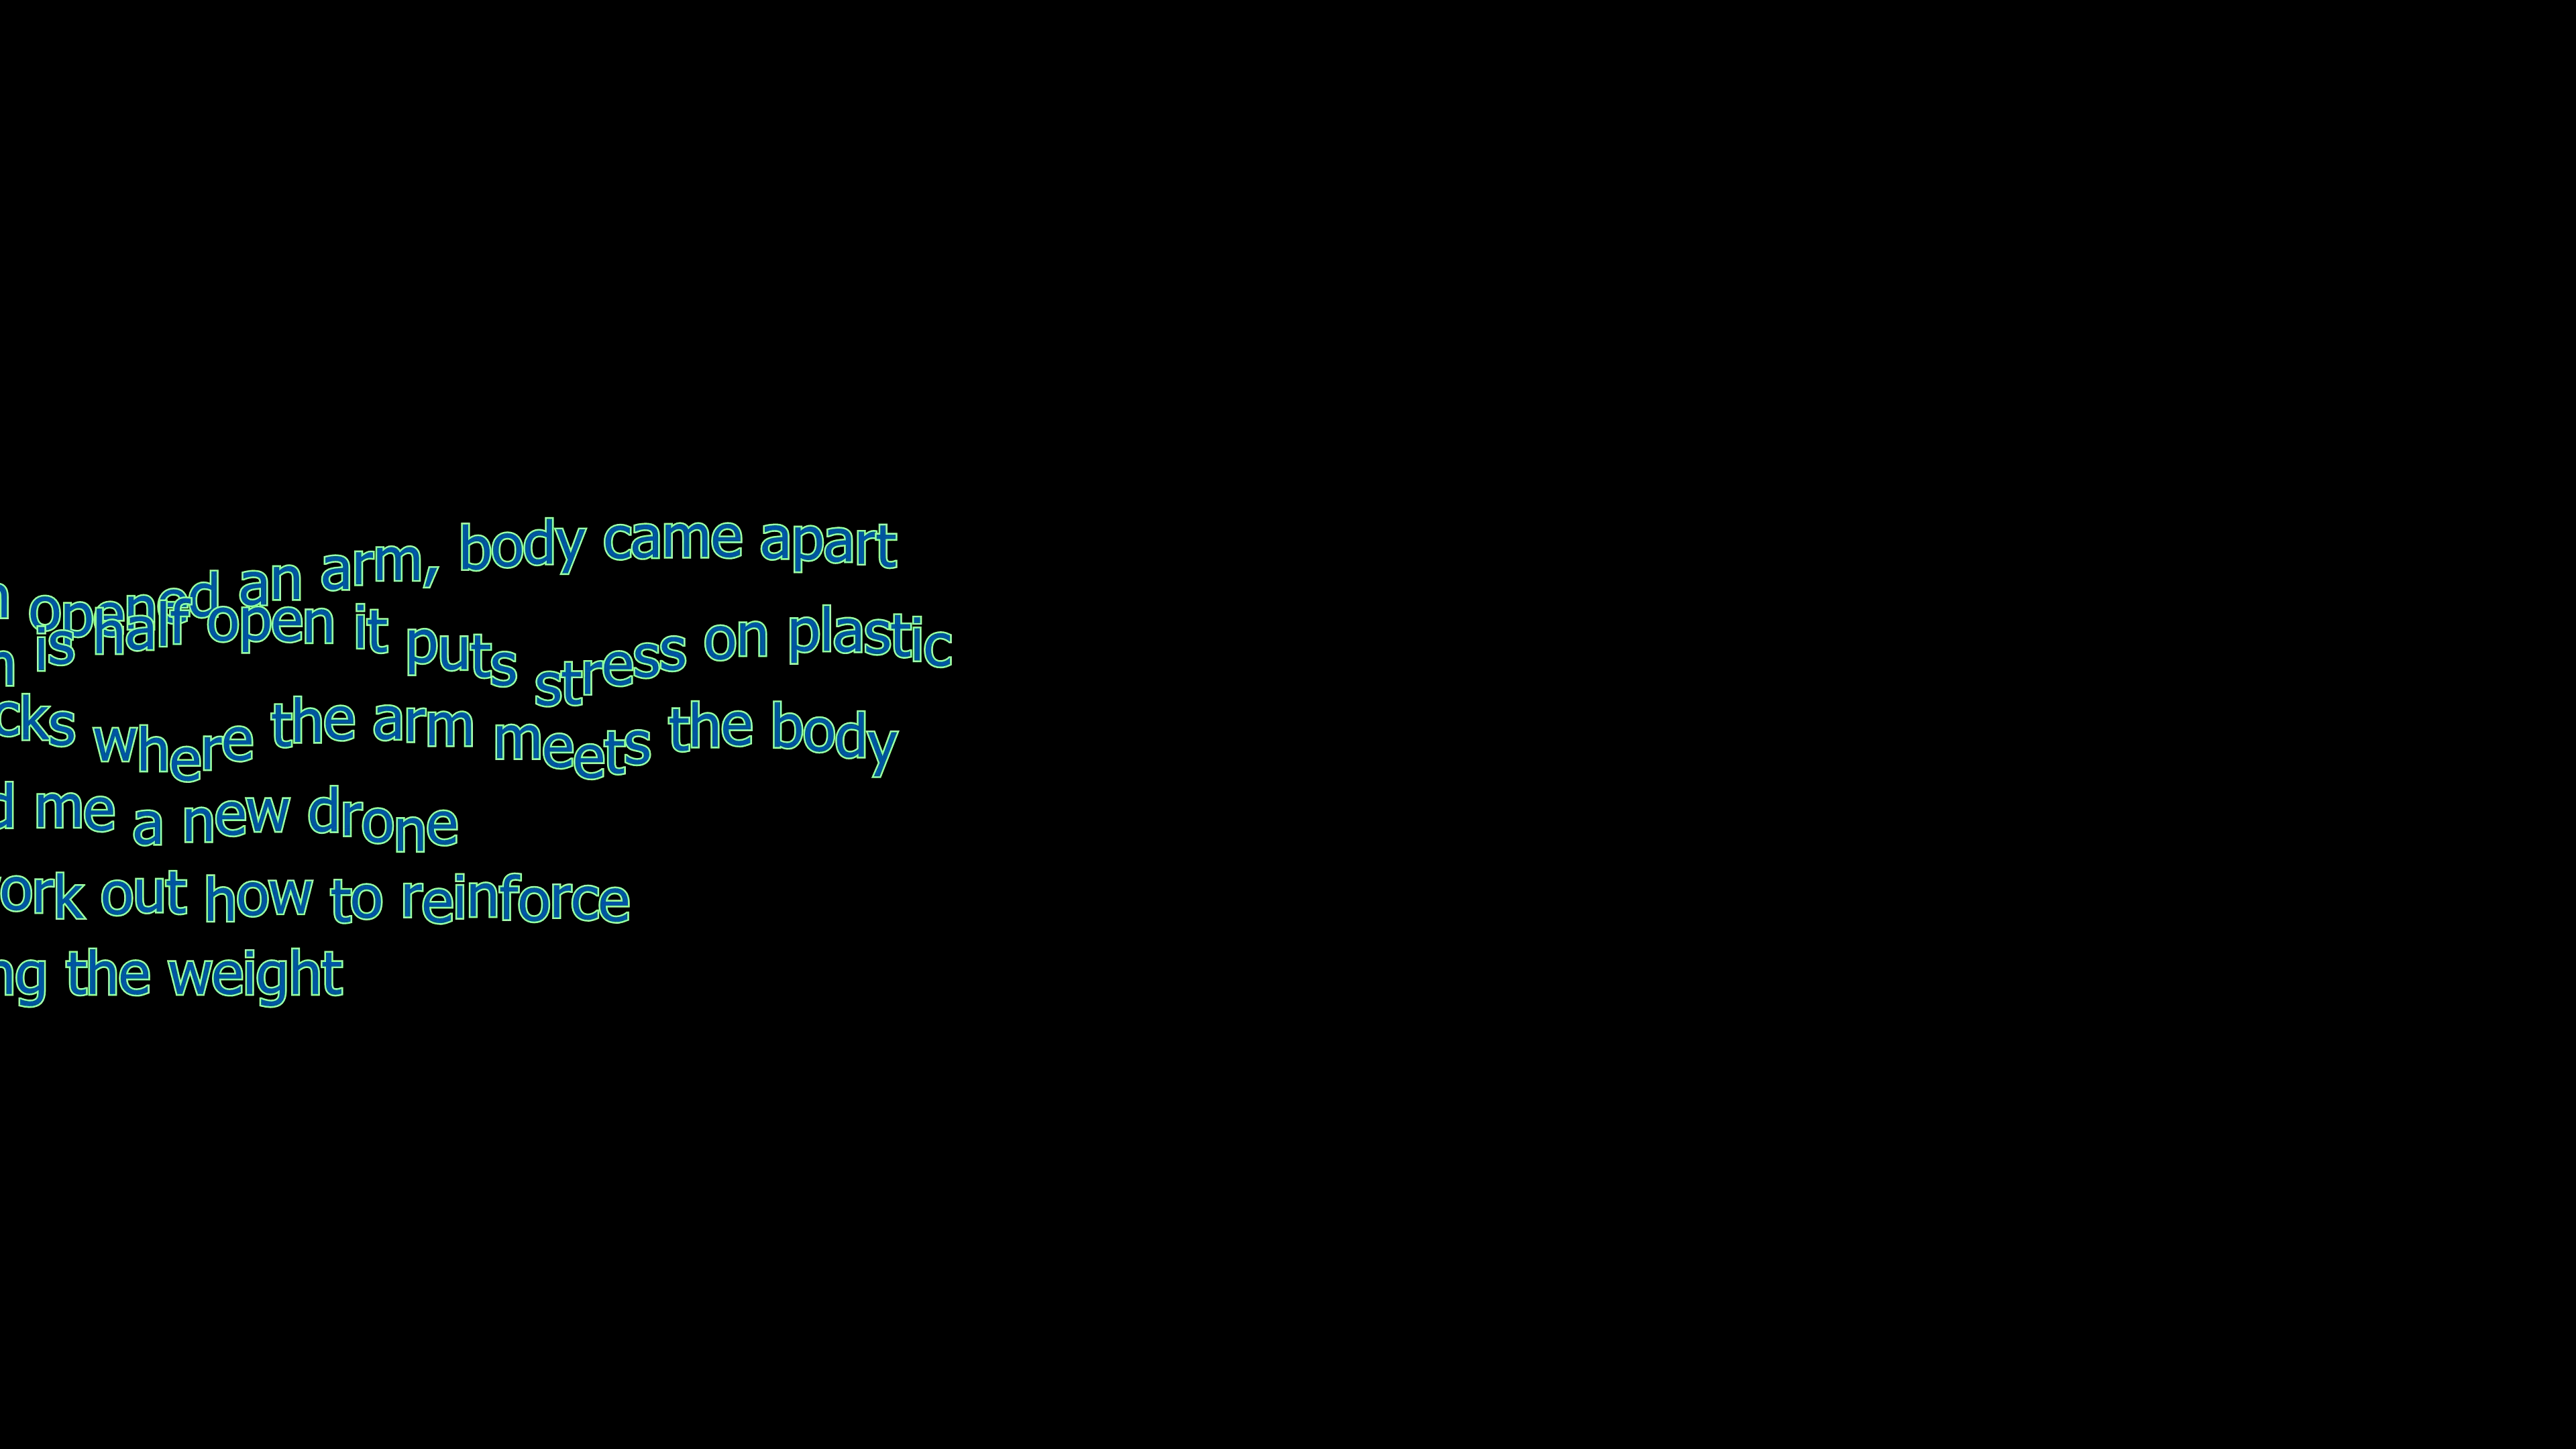 opened an arm, body came apart
is half open it puts stress on plastic
where the arm meets the body
me a new drone
out how to reinforce
the weight